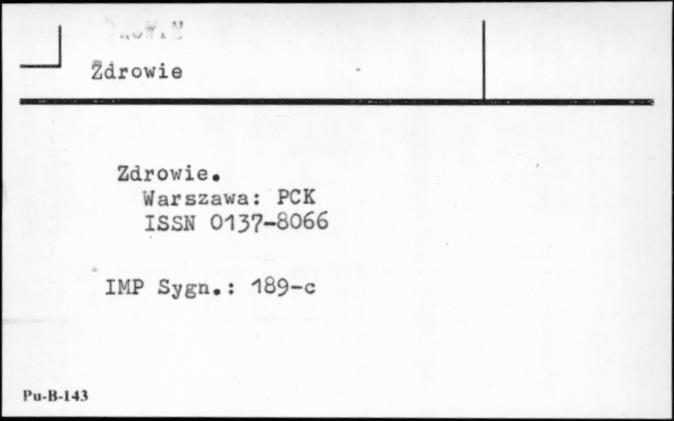 Zdrowie
Zdrowie.
Warszawa: PCK
ISSN 0137-8066
IMP Sygn.: 189-c
Pu-B-143